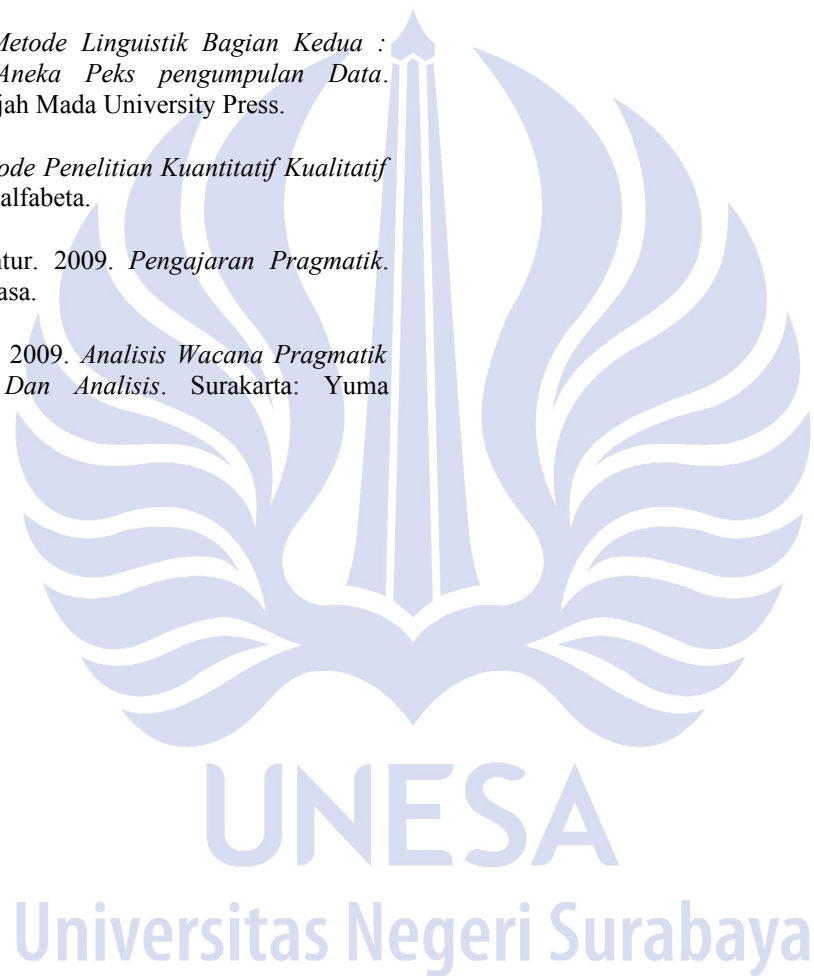 Metode Linguistik Bagian Kedua :
Aneka Peks pengumpulan Data.
jah Mada University Press.
ode Penelitian Kuantitatif Kualitatif
alfabeta.
ntur. 2009. Pengajaran Pragmatik.
asa.
2009. Analisis Wacana Pragmatik
Dan Analisis. Surakarta: Yuma
UNESA
Universitas Negeri Surabaya